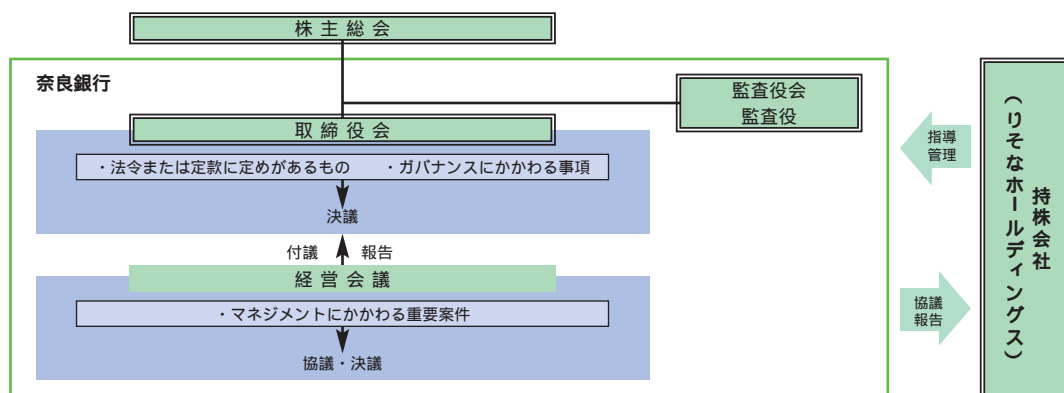 株主総会
奈良銀行
監査役会
監査役
取締役会
・法令または定款に定めがあるもの ・ガバナンスにかかわる事項
決議
付議 報告
経営会議
・マネジメントにかかわる重要案件
協議・決議
指導
管理
協議
報告
持株会社
(りそなホールディングス)